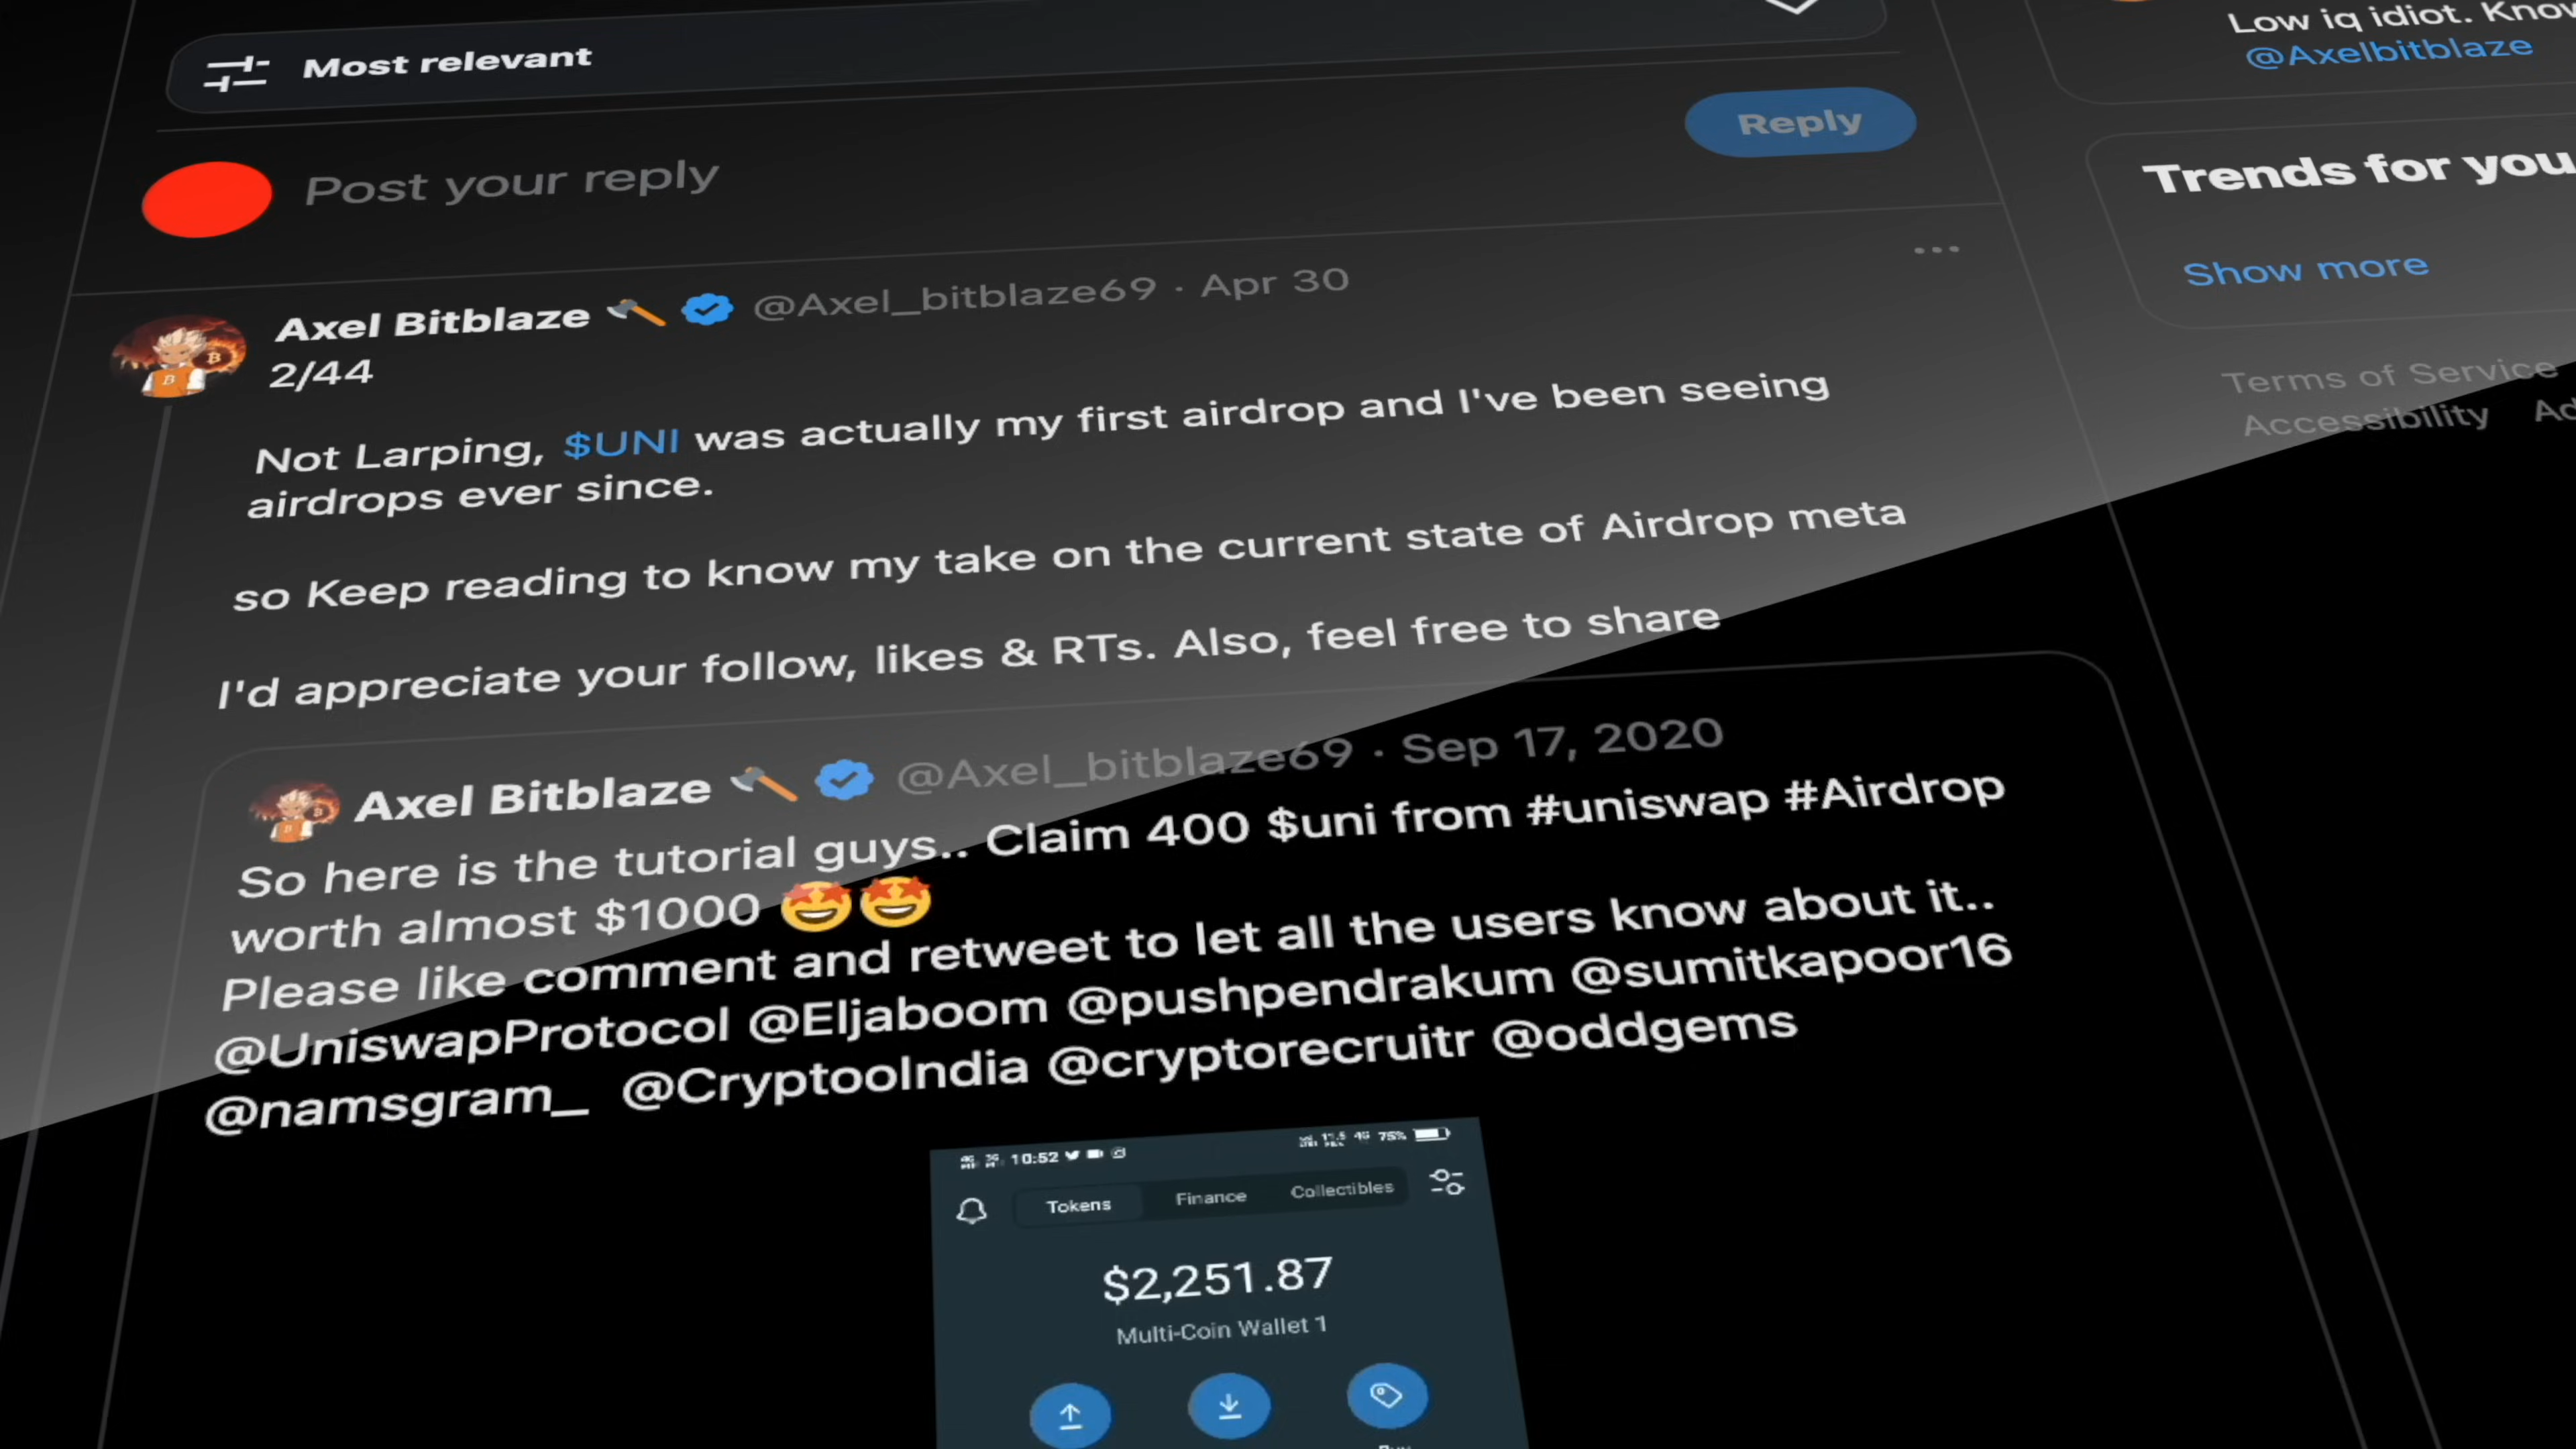 Most relevant
Post your reply
Reply
Axel Bitblaze 🪓 @Axel_bitblaze69 · Apr 30
2/44
Not Larping, $UNI was actually my first airdrop and I've been seeing
airdrops ever since.
so Keep reading to know my take on the current state of Airdrop meta
I'd appreciate your follow, likes & RTs. Also, feel free to share
Axel Bitblaze 🪓 @Axel_bitblaze69 · Sep 17, 2020
So here is the tutorial guys.. Claim 400 $uni from #uniswap #Airdrop
worth almost $1000 🤩🤩
Please like comment and retweet to let all the users know about it..
@UniswapProtocol @Eljaboom @pushpendrakum @sumitkapoor16
@namsgram_ @CryptooIndia @cryptorecruitr @oddgems
10:52
4G 75%
Tokens Finance Collectibles
$2,251.87
Multi-Coin Wallet 1
Low iq idiot.
@Axelbitblaze
Trends for you
Show more
Terms of Service
Accessibility